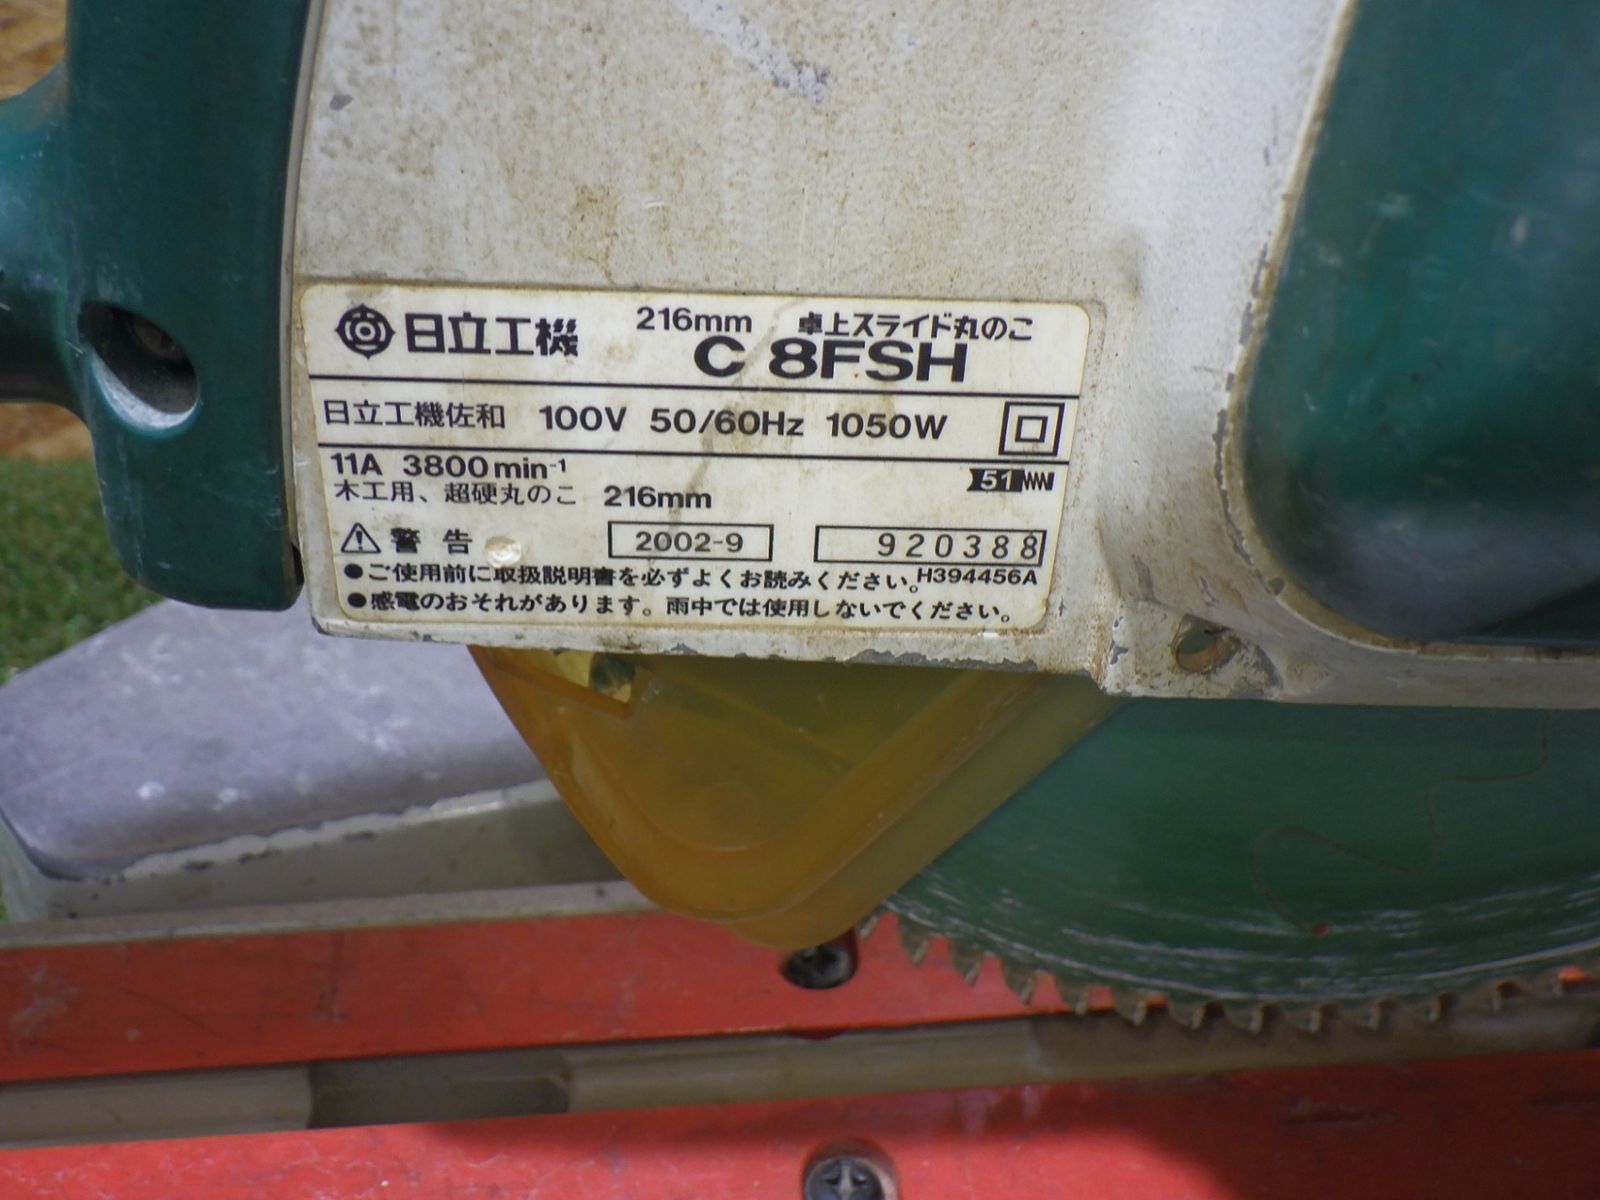 日立工機 216mm 卓上スライド丸のこ
C 8FSH
日立工機佐和 100V 50/60Hz 1050W
11A 3800min⁻¹ 51
木工用、超硬丸のこ 216mm
警告 2002-9 920388
●ご使用前に取扱説明書を必ずよくお読みください。H394456A
●感電のおそれがあります。雨中では使用しないでください。